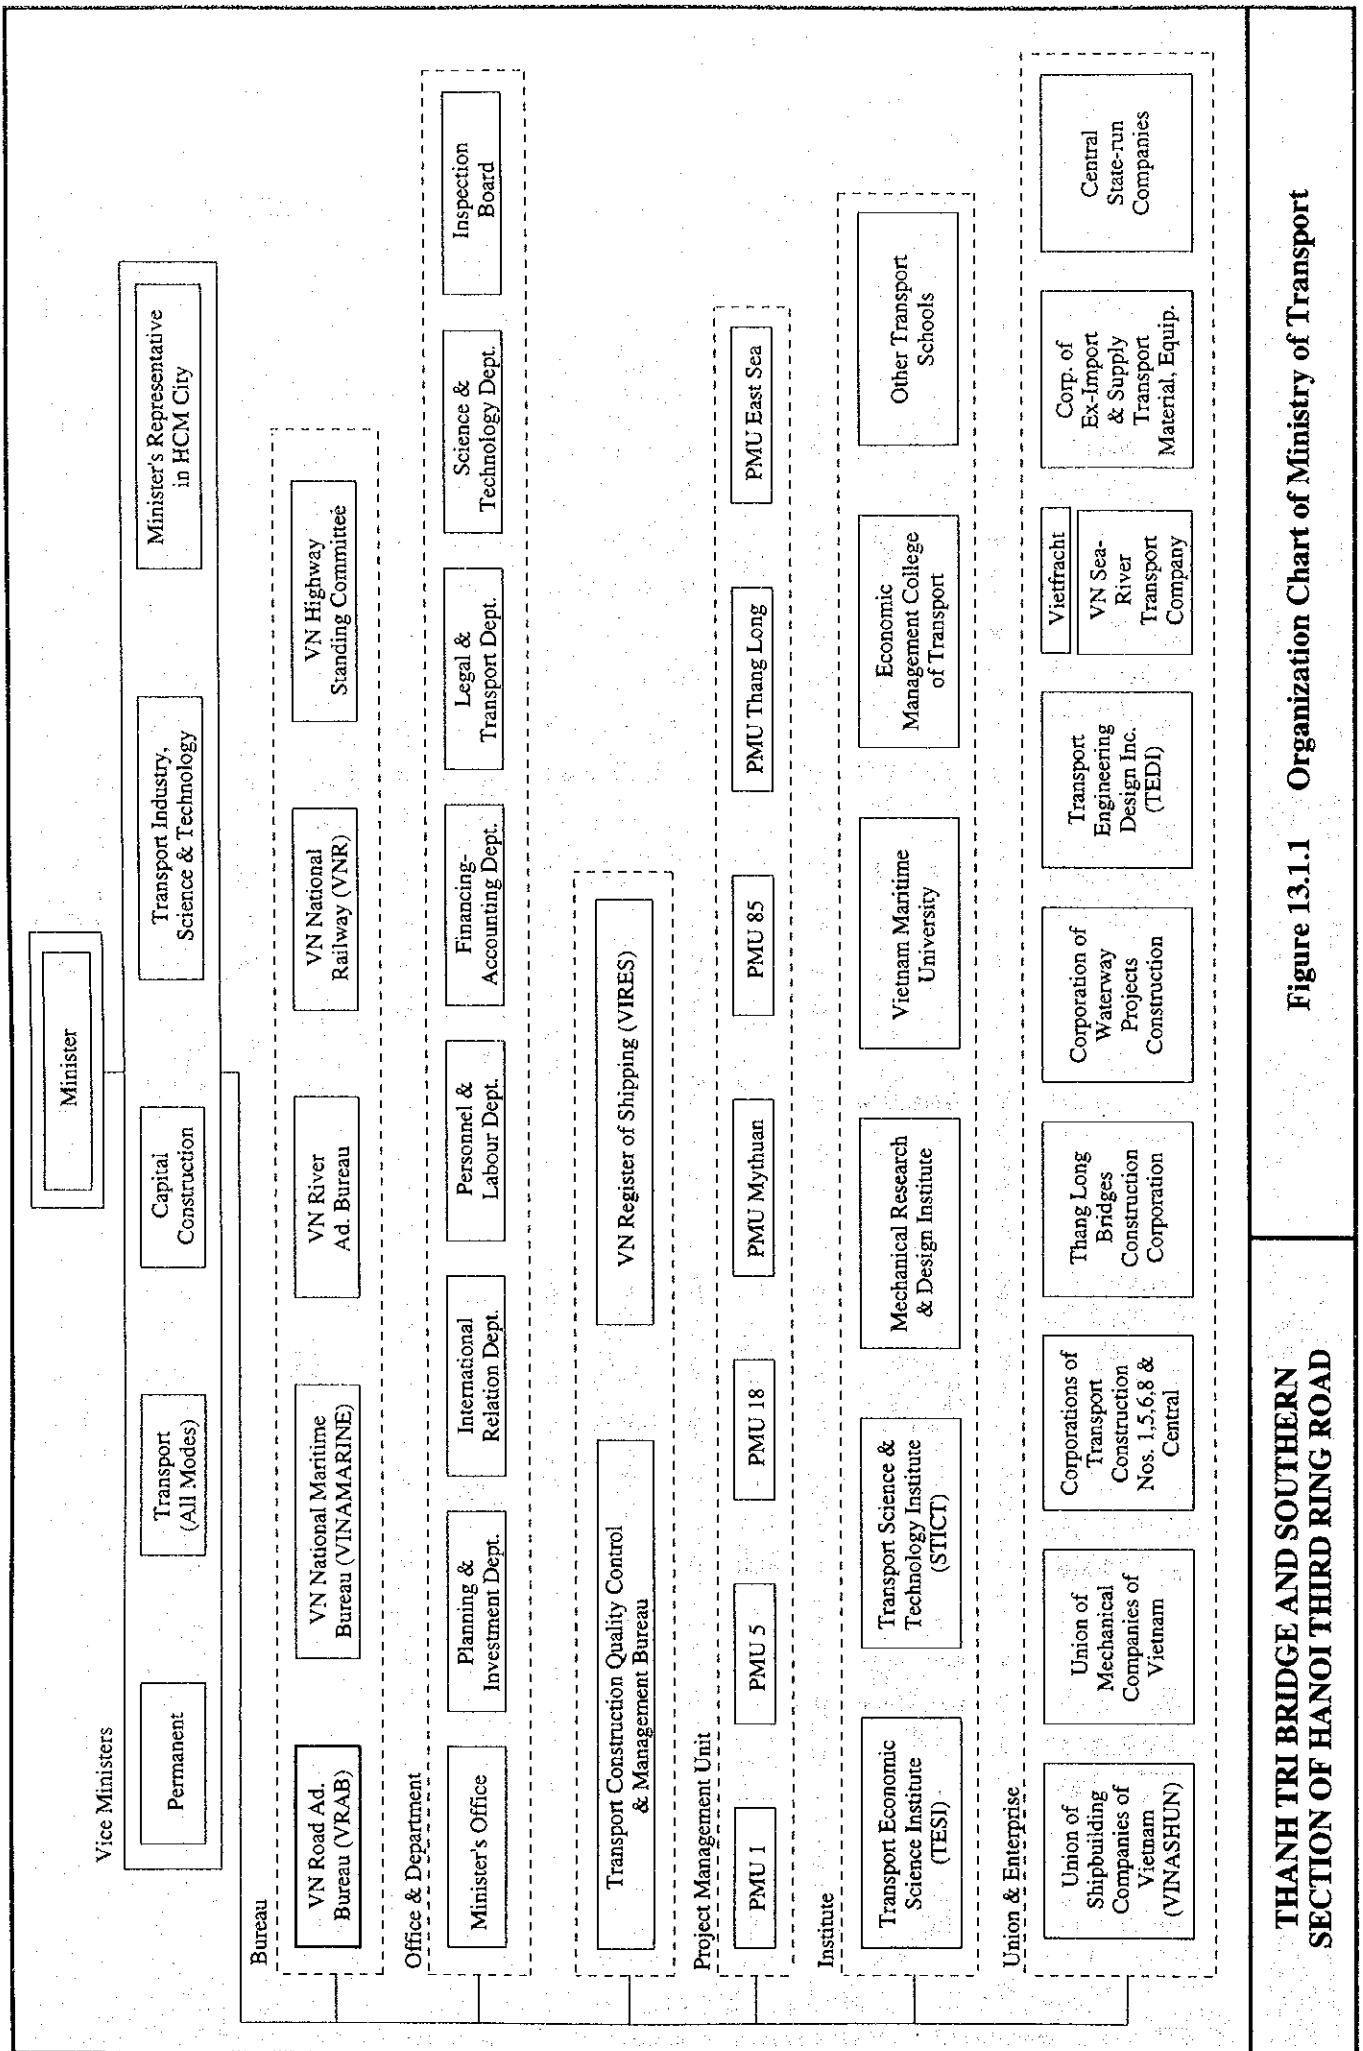 Minister
Vice Ministers
Permanent
Transport
(All Modes)
Capital
Construction
Transport Industry,
Science & Technology
Minister's Representative
in HCM City
Bureau
VN Road Ad.
Bureau (VRAB)
VN National Maritime
Bureau (VINAMARINE)
VN River
Ad. Bureau
VN National
Railway (VNR)
VN Highway
Standing Committee
Office & Department
Minister's Office
Planning &
Investment Dept.
International
Relation Dept.
Personnel &
Labour Dept.
Financing-
Accounting Dept.
Legal &
Transport Dept.
Science &
Technology Dept.
Inspection
Board
Transport Construction Quality Control
& Management Bureau
VN Register of Shipping (VIRES)
Project Management Unit
PMU 1
PMU 5
PMU 18
PMU Mythuan
PMU 85
PMU Thang Long
PMU East Sea
Institute
Transport Economic
Science Institute
(TESI)
Transport Science &
Technology Institute
(STICT)
Mechanical Research
& Design Institute
Vietnam Maritime
University
Economic
Management College
of Transport
Other Transport
Schools
Union & Enterprise
Union of
Shipbuilding
Companies of
Vietnam
(VINASHUN)
Union of
Mechanical
Companies of
Vietnam
Corporations of
Transport
Construction
Nos. 1,5,6,8 &
Central
Thang Long
Bridges
Construction
Corporation
Corporation of
Waterway
Projects
Construction
Transport
Engineering
Design Inc.
(TEDI)
Vietfracht
VN Sea-
River
Transport
Company
Corp. of
Ex-Import
& Supply
Transport
Material, Equip.
Central
State-run
Companies
THANH TRI BRIDGE AND SOUTHERN
SECTION OF HANOI THIRD RING ROAD
Figure 13.1.1 Organization Chart of Ministry of Transport